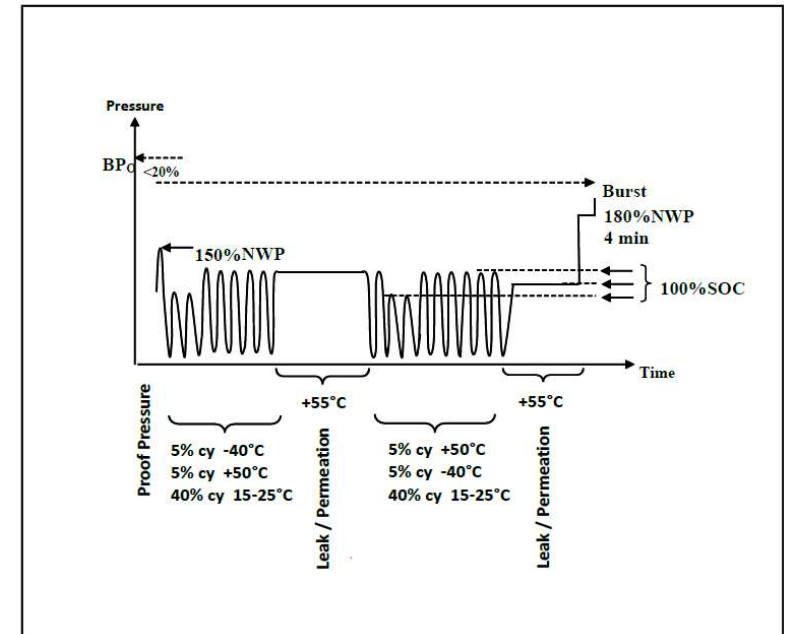 Pressure
BPO
<20%
Burst
180%NWP
4 min
150%NWP
100%SOC
Time
Proof Pressure
5% cy -40°C
5% cy +50°C
40% cy 15-25°C
+55°C
Leak / Permeation
5% cy +50°C
5% cy -40°C
40% cy 15-25°C
+55°C
Leak / Permeation